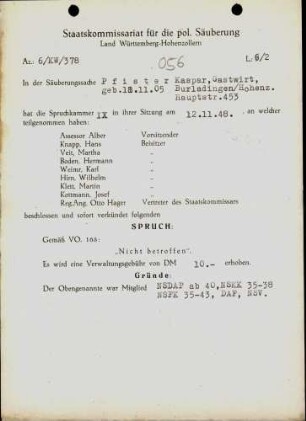 Staatskommissariat für die pol. Säuberung
Land Württemberg-Hohenzollern
Az. 6/KW/378
056
L.6/2
In der Säuberungssache Pfister Kaspar, Gastwirt,
geb.18.11.05 Burladingen/Hohenz.
Hauptstr.453
hat die Spruchkammer IX in ihrer Sitzung am 12.11.48. an welcher
teilgenommen haben:
Assessor Alber Vorsitzender
Knapp, Hans Beisitzer
Veit, Martha "
Boden, Hermann "
Weimr, Karl "
Hirn, Wilhelm "
Klett, Martin "
Kottmann, Josef "
Reg.Ang. Otto Hager Vertreter des Staatskommissars
beschlossen und sofort verkündet folgenden
SPRUCH:
Gemäß VO. 165:
„Nicht betroffen".
Es wird eine Verwaltungsgebühr von DM 10.- erhoben.
Gründe:
Der Obengenannte war Mitglied NSDAP ab 40, NSKK 35-38
NSFK 35-43, DAF, NSV.